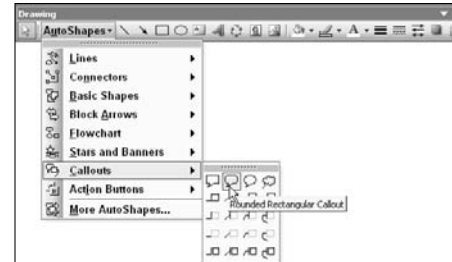 Drawing
AutoShapes
A
Lines
Connectors
Basic Shapes
Block Arrows
Flowchart
Stars and Banners
Callouts
Action Buttons
More AutoShapes...
Rounded Rectangular Callout